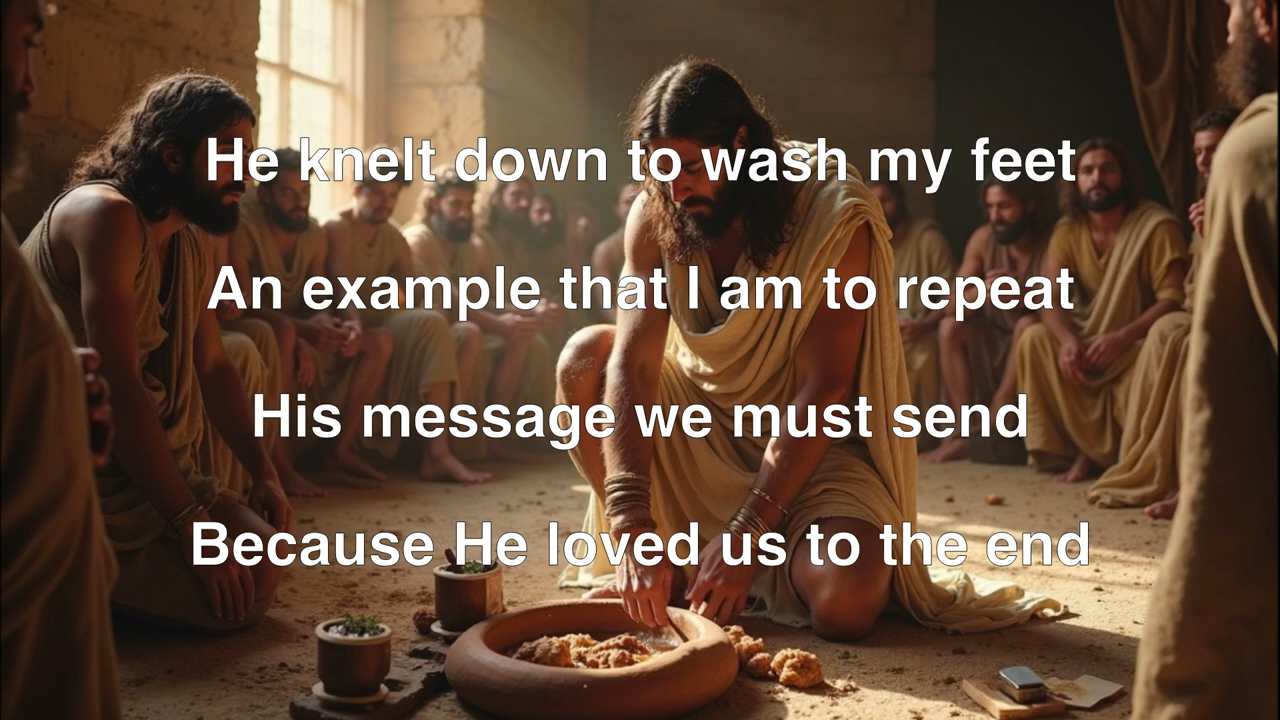 He knelt down to wash my feet
An example that I am to repeat
His message we must send
Because He loved us to the end